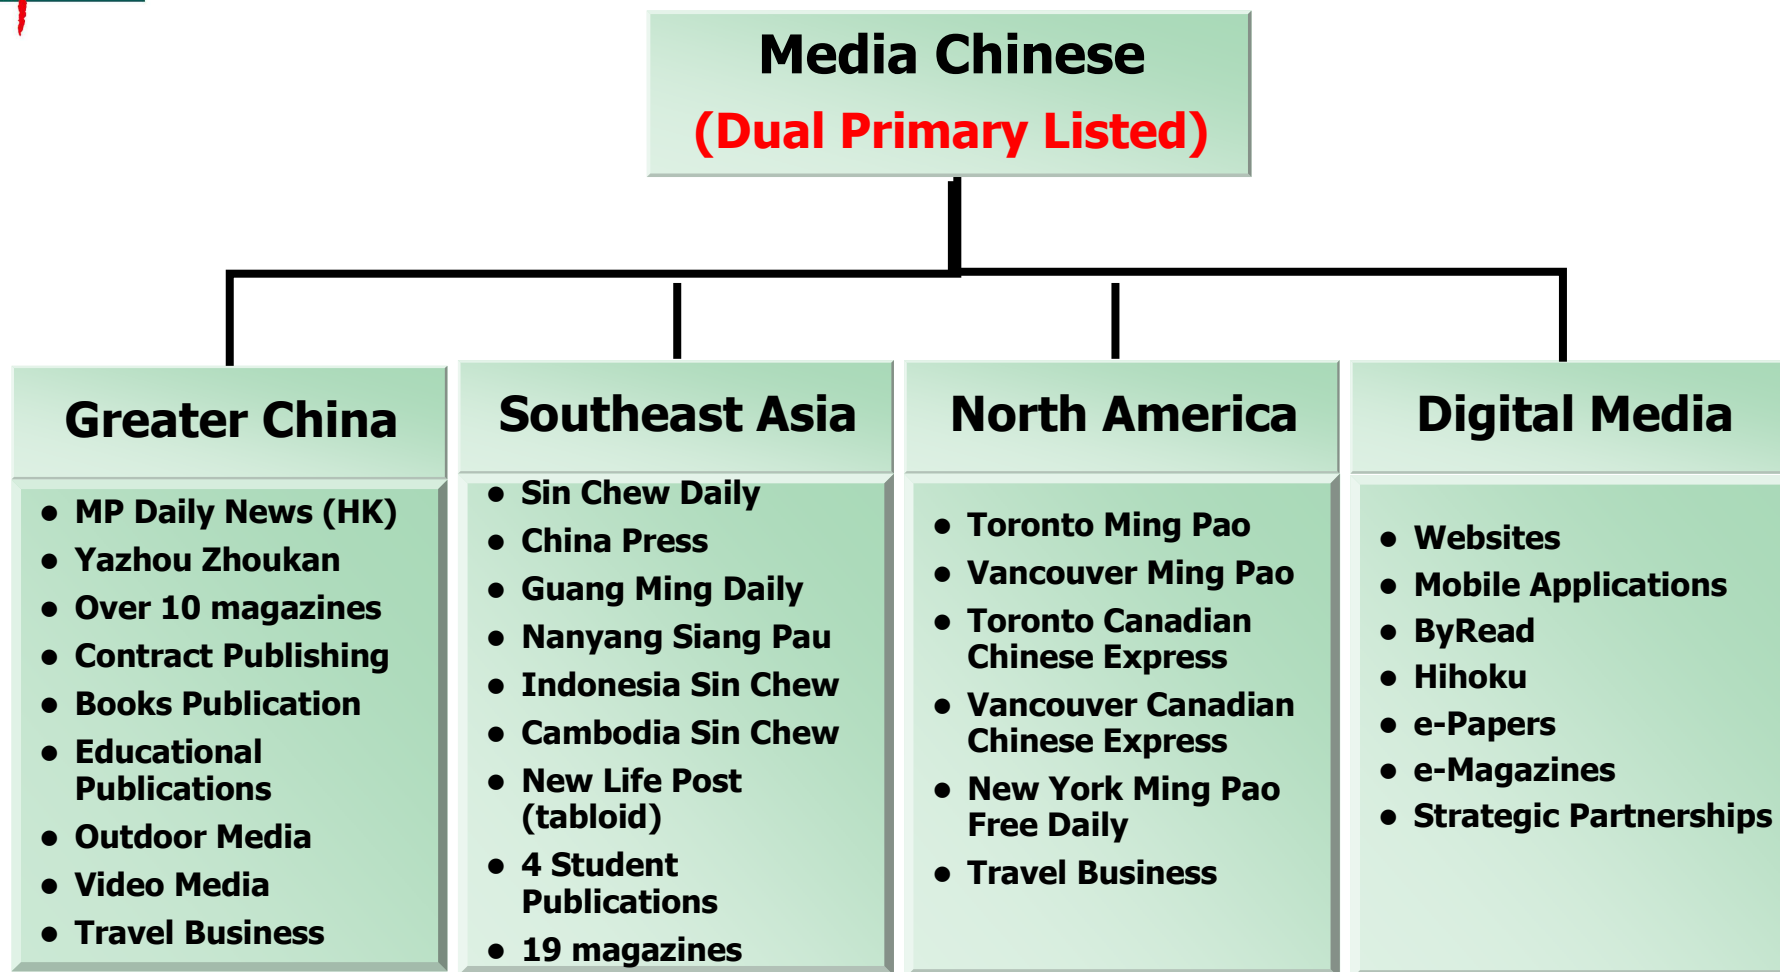 Media Chinese
(Dual Primary Listed)
Greater China
● MP Daily News (HK)
● Yazhou Zhoukan
● Over 10 magazines
● Contract Publishing
● Books Publication
● Educational
Publications
● Outdoor Media
● Video Media
● Travel Business
Southeast Asia
● Sin Chew Daily
● China Press
● Guang Ming Daily
● Nanyang Siang Pau
● Indonesia Sin Chew
● Cambodia Sin Chew
● New Life Post
(tabloid)
● 4 Student
Publications
● 19 magazines
North America
● Toronto Ming Pao
● Vancouver Ming Pao
● Toronto Canadian
Chinese Express
● Vancouver Canadian
Chinese Express
● New York Ming Pao
Free Daily
● Travel Business
Digital Media
● Websites
● Mobile Applications
● ByRead
● Hihoku
● e-Papers
● e-Magazines
● Strategic Partnerships